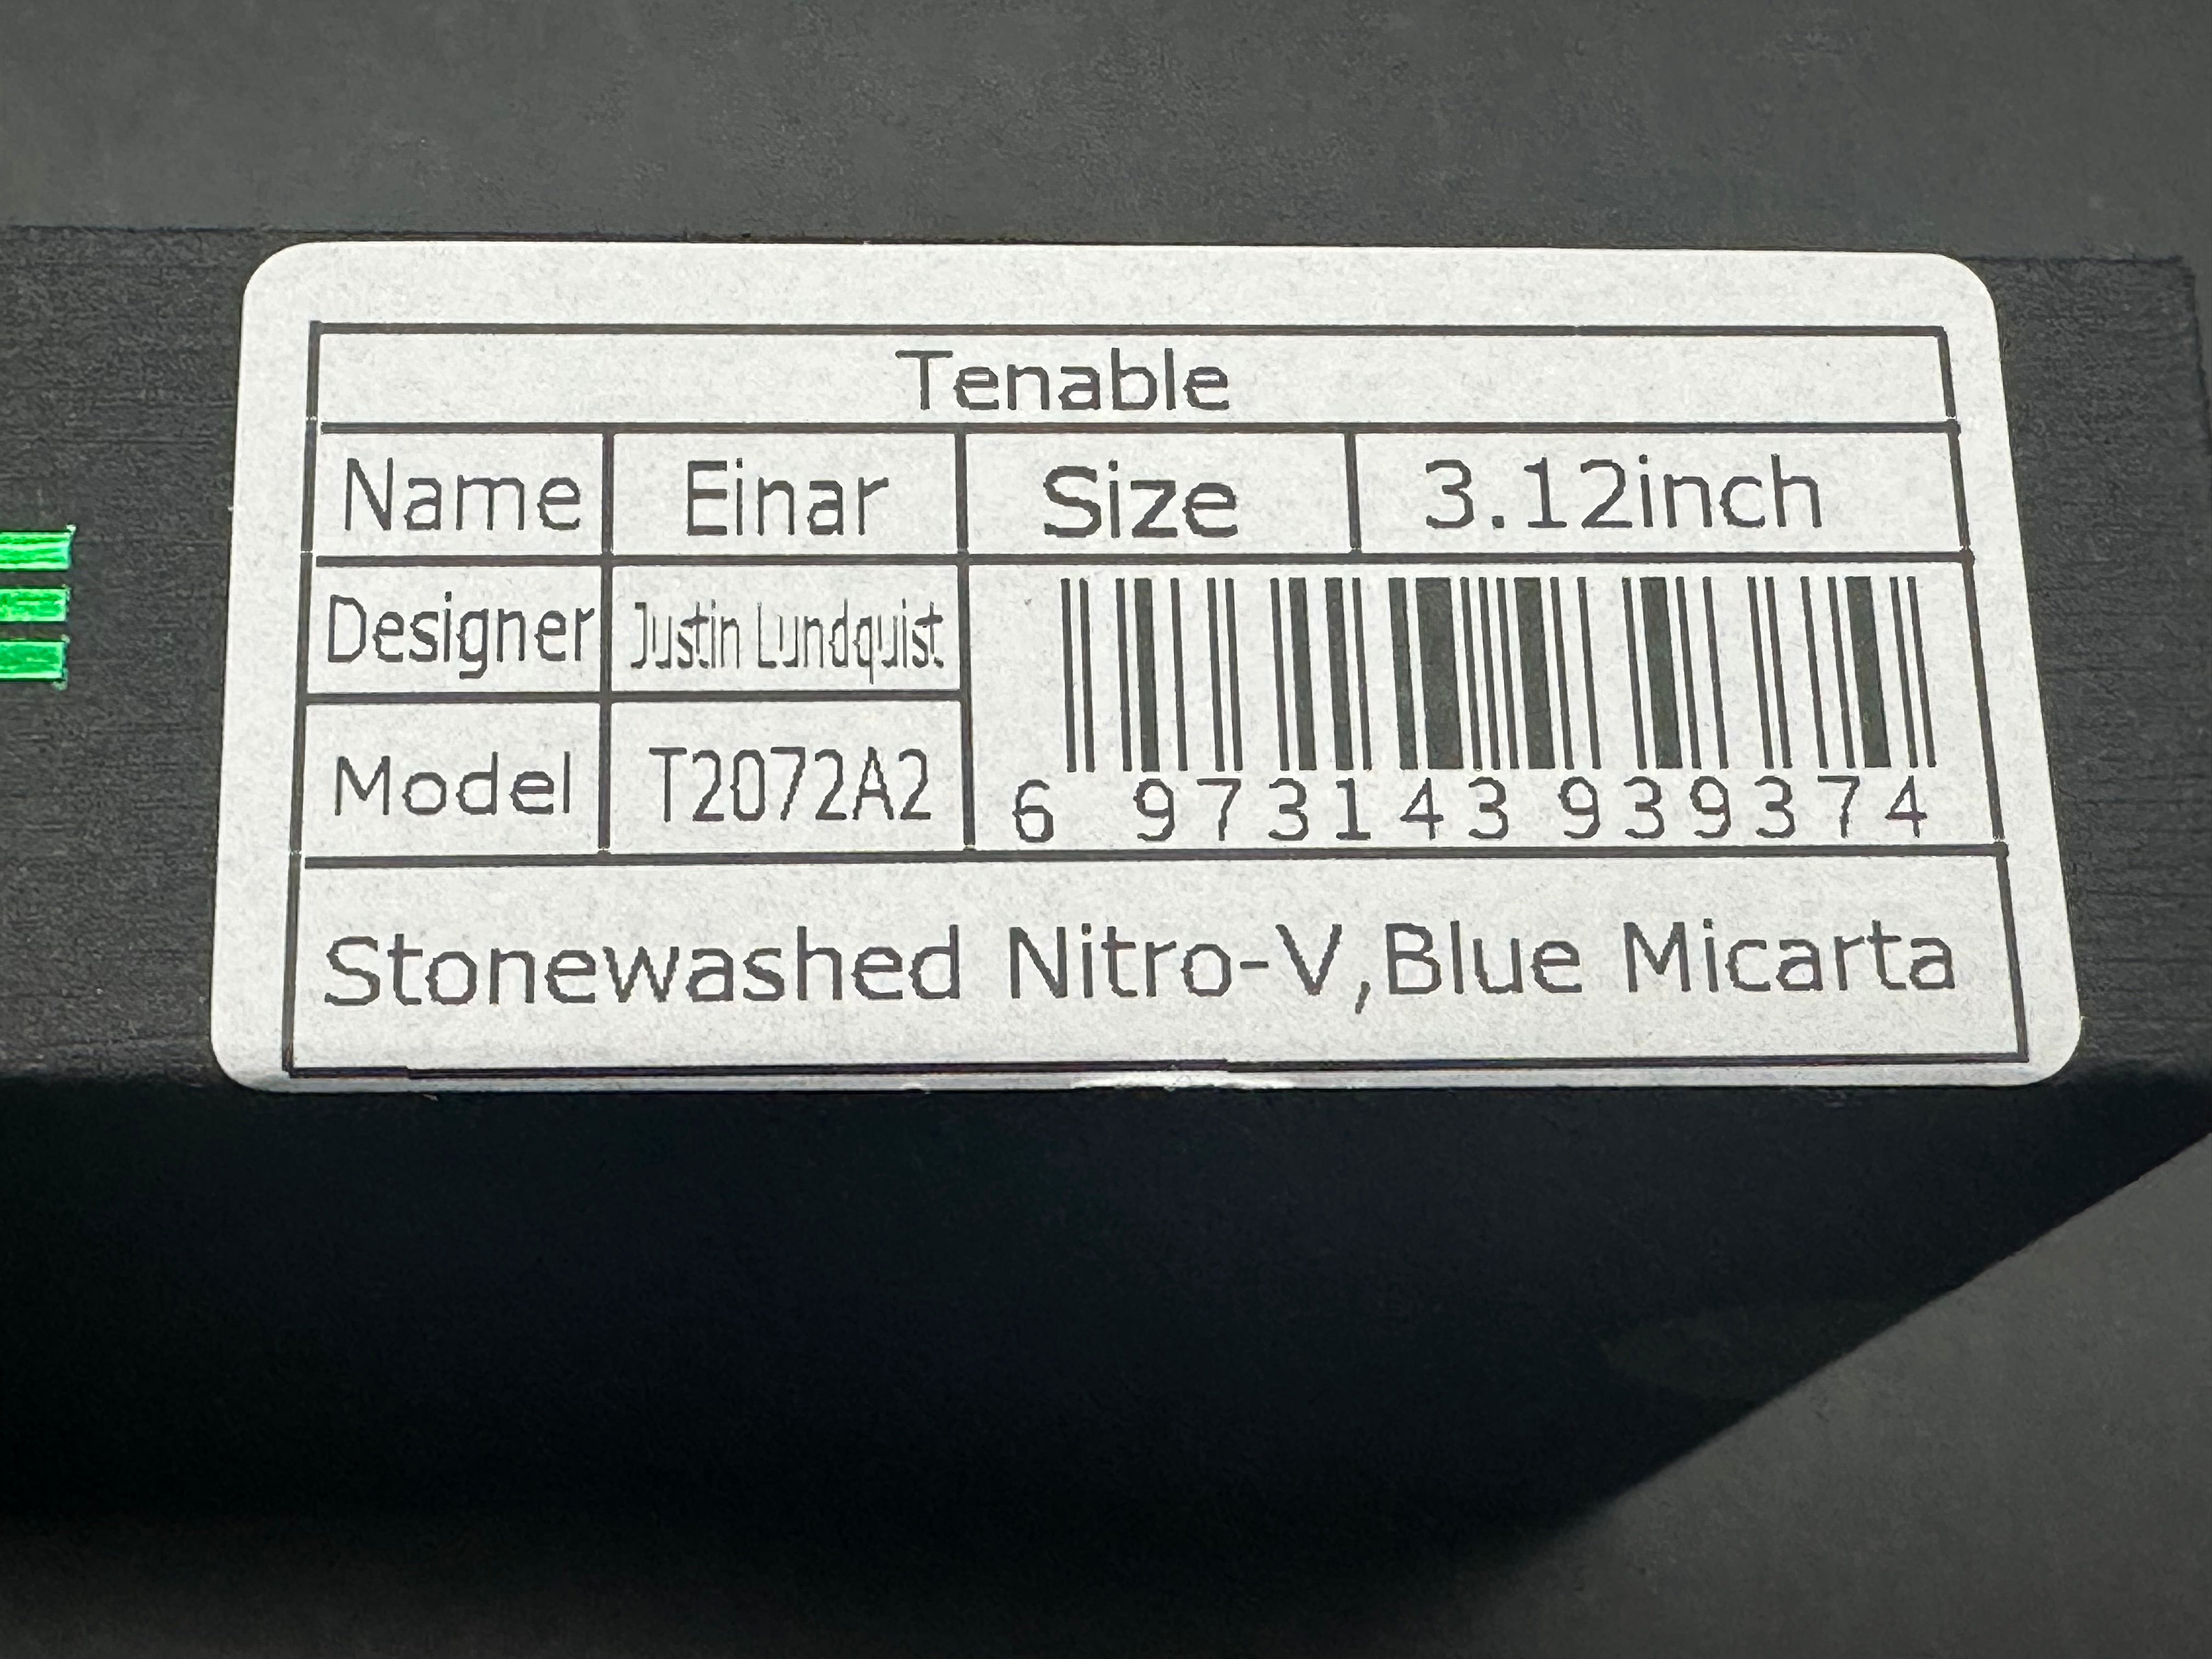 Tenable
Name Einar Size 3.12inch
Designer Justin Lundquist
Model T2072A2
6 973143 939374
Stonewashed Nitro-V,Blue Micarta